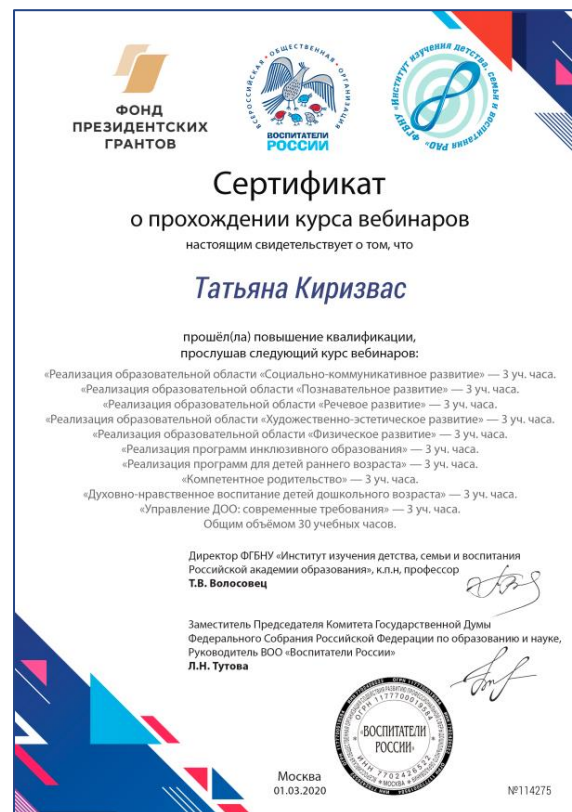 ФОНД
ПРЕЗИДЕНТСКИХ
ГРАНТОВ
ВСЕРОССИЙСКАЯ • ОБЩЕСТВЕННАЯ • ОРГАНИЗАЦИЯ
ВОСПИТАТЕЛИ
РОССИИ
ФГБНУ «Институт изучения детства, семьи и воспитания РАО»
Сертификат
о прохождении курса вебинаров
настоящим свидетельствует о том, что
Татьяна Киризвас
прошёл(ла) повышение квалификации,
прослушав следующий курс вебинаров:
«Реализация образовательной области «Социально-коммуникативное развитие» — 3 уч. часа.
«Реализация образовательной области «Познавательное развитие» — 3 уч. часа.
«Реализация образовательной области «Речевое развитие» — 3 уч. часа.
«Реализация образовательной области «Художественно-эстетическое развитие» — 3 уч. часа.
«Реализация образовательной области «Физическое развитие» — 3 уч. часа.
«Реализация программ инклюзивного образования» — 3 уч. часа.
«Реализация программ для детей раннего возраста» — 3 уч. часа.
«Компетентное родительство» — 3 уч. часа.
«Духовно-нравственное воспитание детей дошкольного возраста» — 3 уч. часа.
«Управление ДОО: современные требования» — 3 уч. часа.
Общим объёмом 30 учебных часов.
Директор ФГБНУ «Институт изучения детства, семьи и воспитания
Российской академии образования», к.п.н, профессор
Т.В. Волосовец
Заместитель Председателя Комитета Государственной Думы
Федерального Собрания Российской Федерации по образованию и науке,
Руководитель ВОО «Воспитатели России»
Л.Н. Тутова
ОГРН 1177700019584
«ВОСПИТАТЕЛИ
РОССИИ»
ИНН 7702426522
МОСКВА
Москва
01.03.2020
№114275